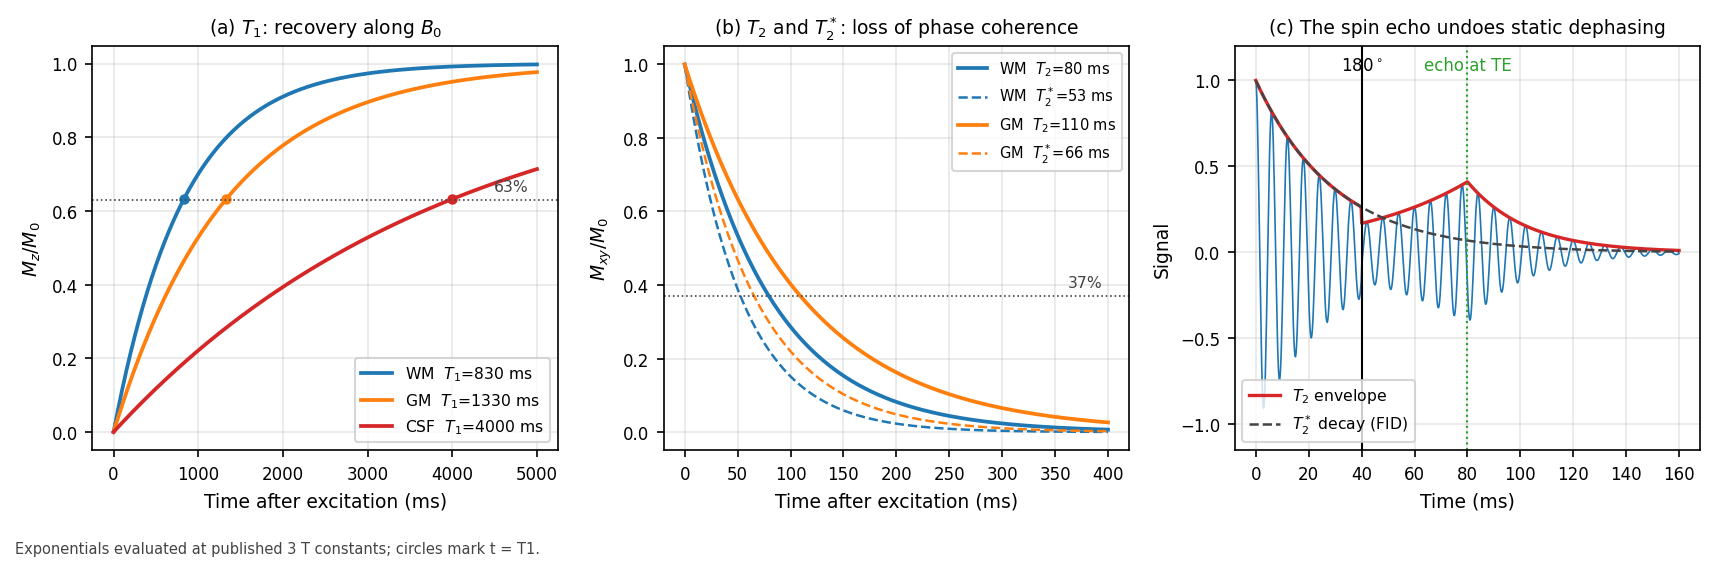 (a) T₁: recovery along B₀
1.0
0.8
0.6
0.4
0.2
0.0
M_z/M₀
63%
WM T₁=830 ms
GM T₁=1330 ms
CSF T₁=4000 ms
0 1000 2000 3000 4000 5000
Time after excitation (ms)
(b) T₂ and T₂*: loss of phase coherence
1.0
0.8
0.6
0.4
0.2
0.0
M_xy/M₀
WM T₂=80 ms
WM T₂*=53 ms
GM T₂=110 ms
GM T₂*=66 ms
37%
0 50 100 150 200 250 300 350 400
Time after excitation (ms)
(c) The spin echo undoes static dephasing
180°
echo at TE
1.0
0.5
0.0
−0.5
−1.0
Signal
T₂ envelope
T₂* decay (FID)
0 20 40 60 80 100 120 140 160
Time (ms)
Exponentials evaluated at published 3 T constants; circles mark t = T1.